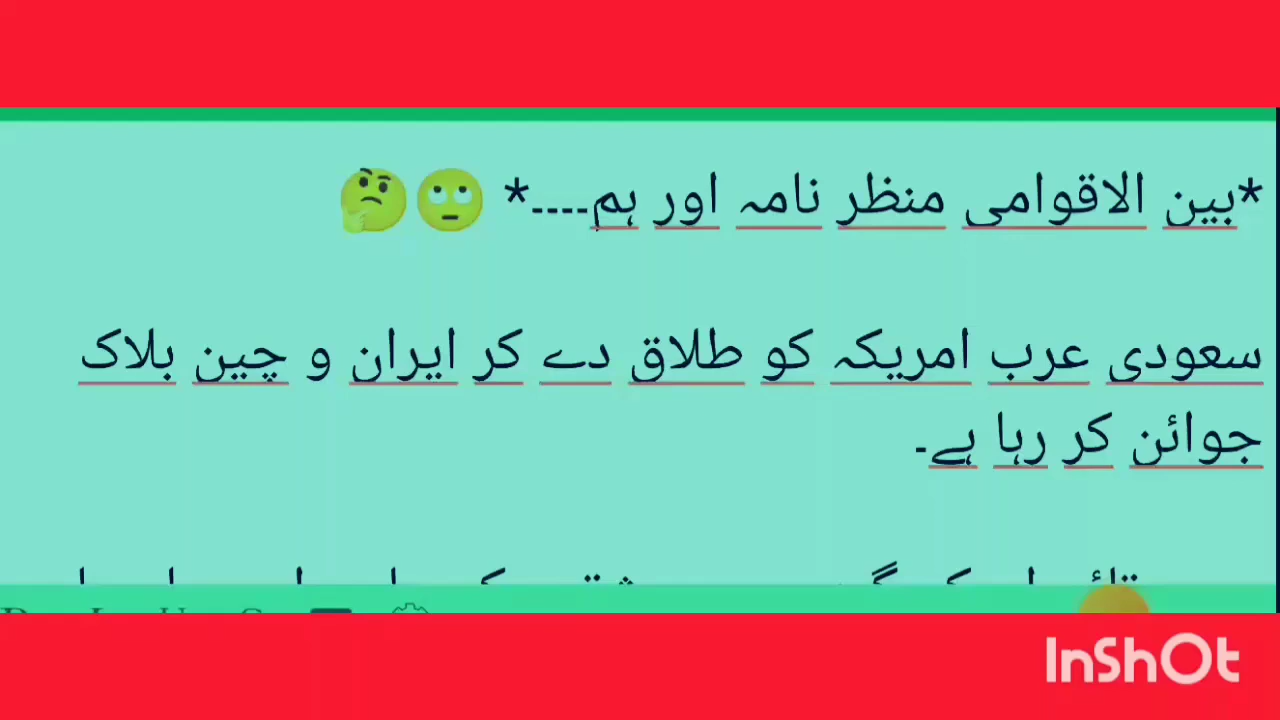 *بین الاقوامی منظر نامہ اور ہم----* 🙄🤔
سعودی عرب امریکہ کو طلاق دے کر ایران و چین بلاک
جوائن کر رہا ہے۔
InShOt